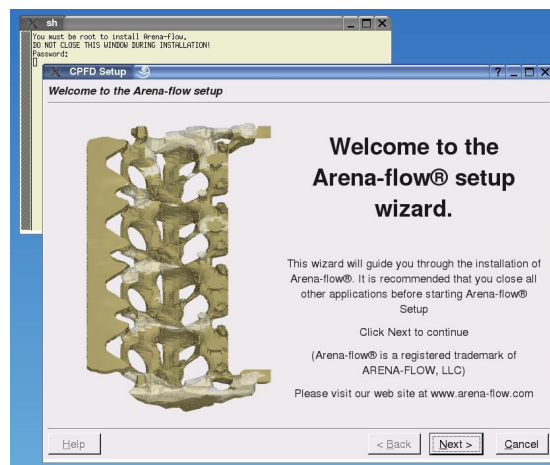 sh
You must be root to install Arena-flow.
DO NOT CLOSE THIS WINDOW DURING INSTALLATION!
Password:
CPFD Setup
Welcome to the Arena-flow setup
Welcome to the
Arena-flow® setup
wizard.
This wizard will guide you through the installation of
Arena-flow®. It is recommended that you close all
other applications before starting Arena-flow®
Setup
Click Next to continue
(Arena-flow® is a registered trademark of
ARENA-FLOW, LLC)
Please visit our web site at www.arena-flow.com
Help
< Back
Next >
Cancel